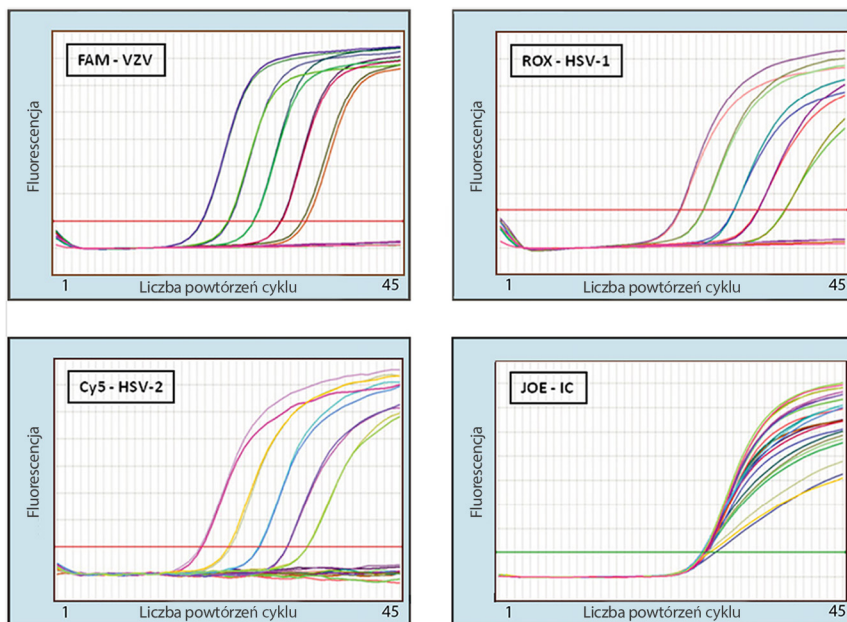 FAM - VZV
Fluorescencja
1 Liczba powtórzeń cyklu 45
ROX - HSV-1
Fluorescencja
1 Liczba powtórzeń cyklu 45
Cy5 - HSV-2
Fluorescencja
1 Liczba powtórzeń cyklu 45
JOE - IC
Fluorescencja
1 Liczba powtórzeń cyklu 45